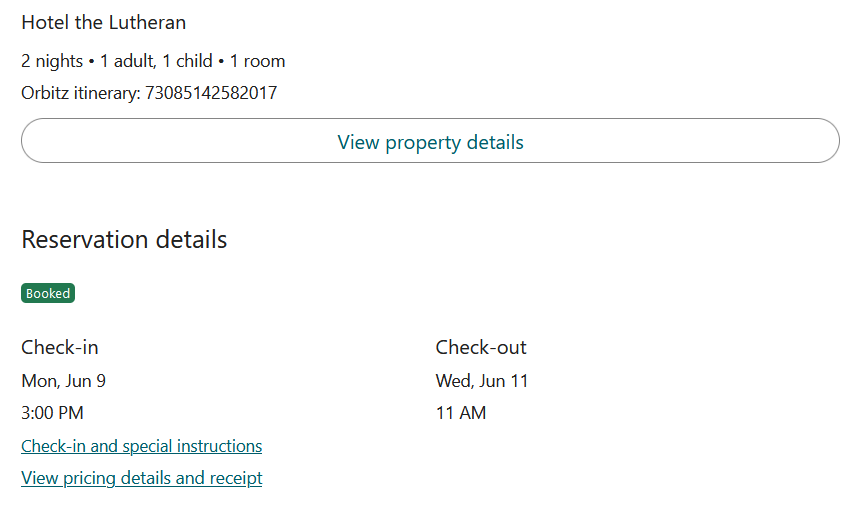 Hotel the Lutheran
2 nights • 1 adult, 1 child • 1 room
Orbitz itinerary: 73085142582017
View property details
Reservation details
Booked
Check-in
Mon, Jun 9
3:00 PM
Check-in and special instructions
View pricing details and receipt
Check-out
Wed, Jun 11
11 AM